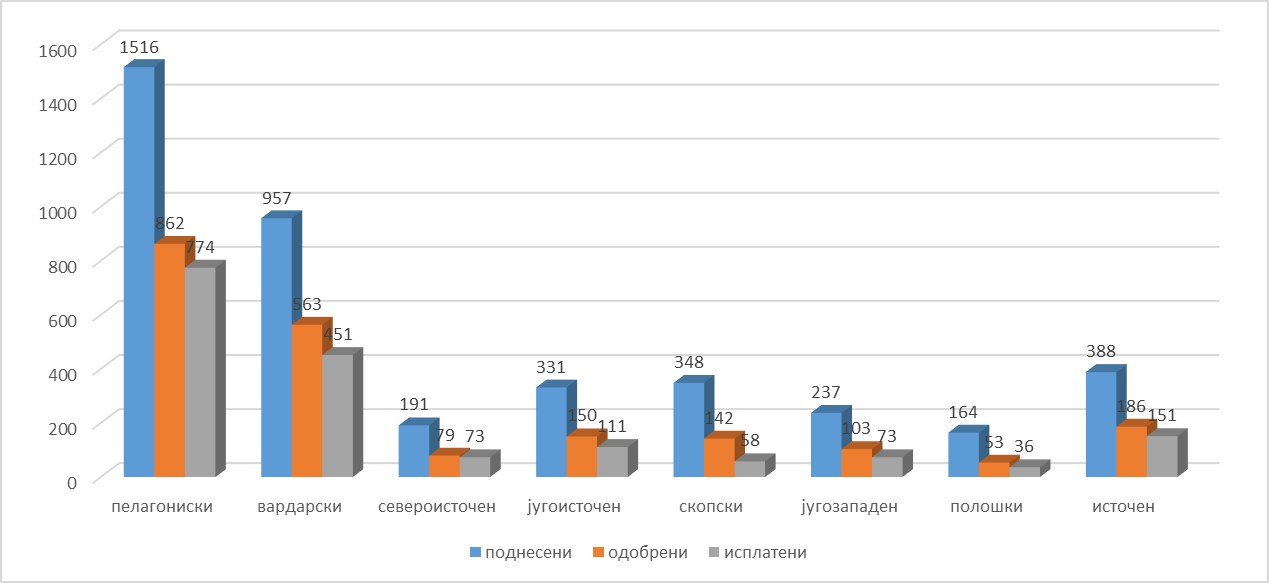 1600
1400
1200
1000
800
600
400
200
0
1516 862 774
957 563 451
191 79 73
331 150 111
348 142 58
237 103 73
164 53 36
388 186 151
пелагониски вардарски североисточен југоисточен скопски југозападен полошки источен
поднесени одобрени исплатени